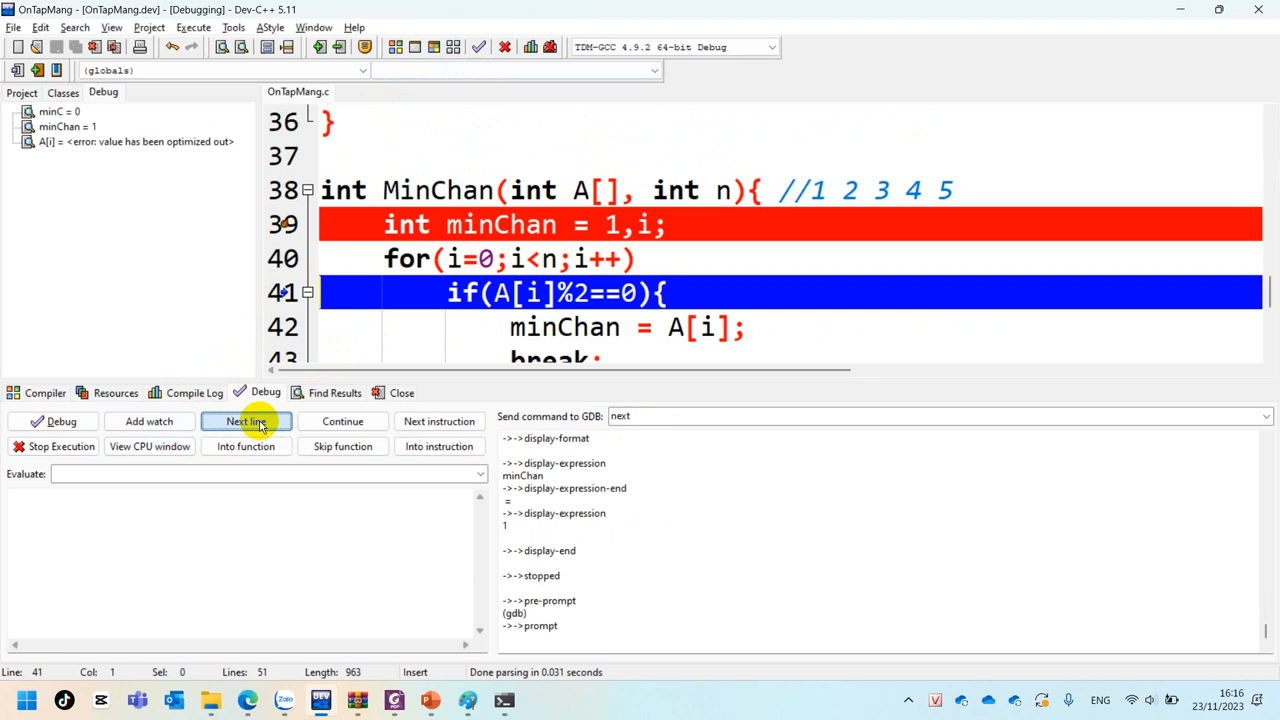 OnTapMang - [OnTapMang.dev] - [Debugging] - Dev-C++ 5.11
File Edit Search View Project Execute Tools AStyle Window Help
TDM-GCC 4.9.2 64-bit Debug
(globals)
Project Classes Debug
OnTapMang.c
minC = 0
minChan = 1
A[i] = <error: value has been optimized out>
36 }
37
38 int MinChan(int A[], int n){ //1 2 3 4 5
39 int minChan = 1,i;
40 for(i=0;i<n;i++)
41 if(A[i]%2==0){
42 minChan = A[i];
43 break;
Compiler Resources Compile Log Debug Find Results Close
Debug Add watch Next line Continue Next instruction
Send command to GDB: next
Stop Execution View CPU window Into function Skip function Into instruction
Evaluate:
->->display-format
->->display-expression
minChan
->->display-expression-end
=
->->display-expression
1
->->display-end
->->stopped
->->pre-prompt
(gdb)
->->prompt
Line: 41 Col: 1 Sel: 0 Lines: 51 Length: 963 Insert Done parsing in 0.031 seconds
Zalo DEV V ENG
16:16
23/11/2023